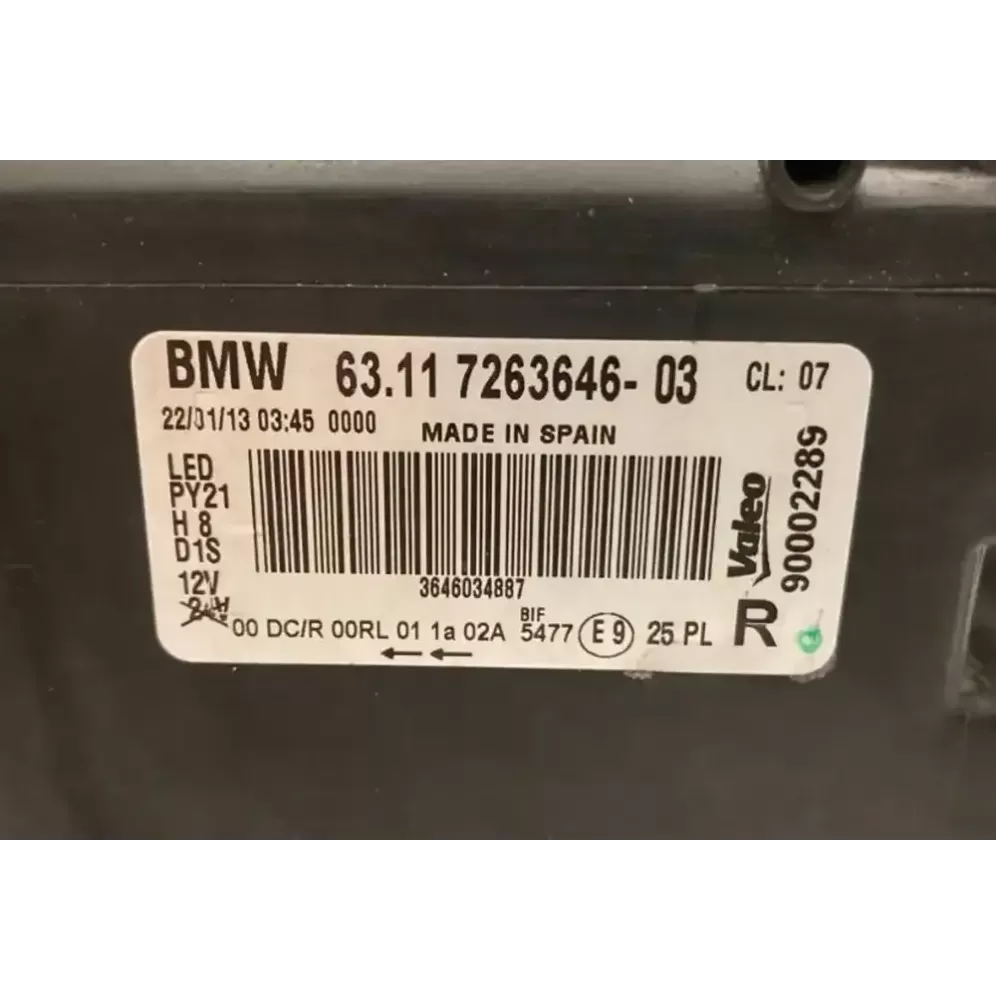 BMW 63.11 7263646- 03 CL: 07
22/01/13 03:45 0000 MADE IN SPAIN
LED
PY21
H 8
D1S
12V
3646034887
Valeo
90002289
00 DC/R 00RL 01 1a 02A
BIF
5477
E 9
25 PL
R